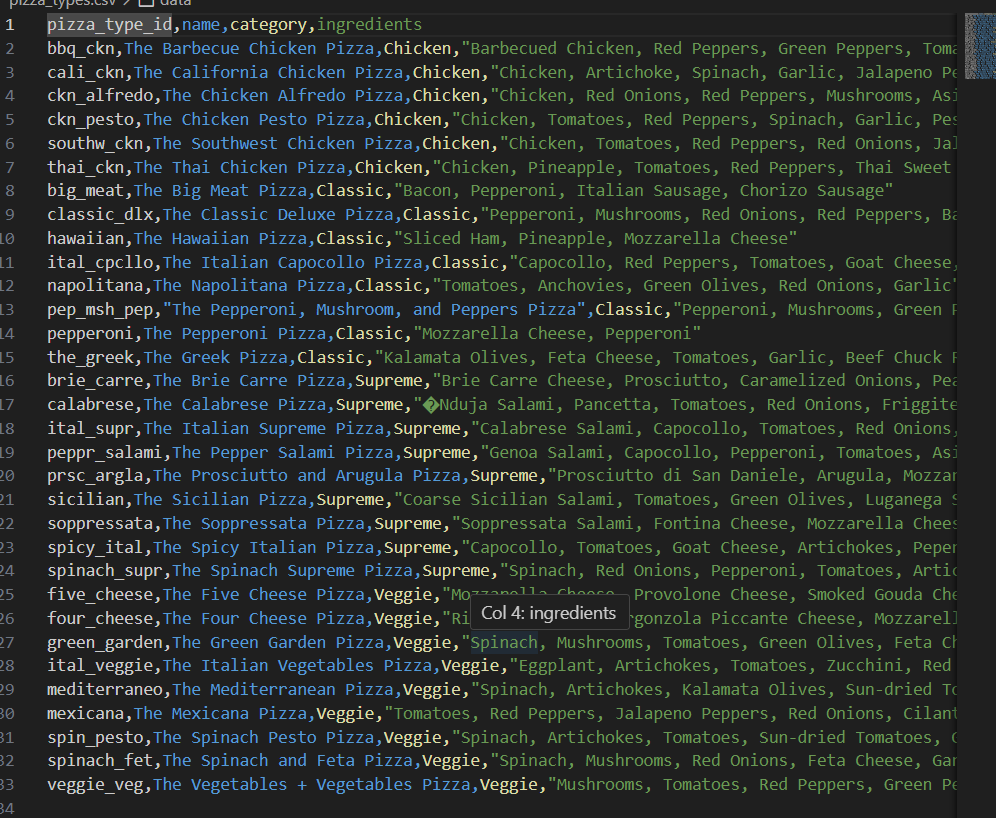 pizza_types.csv > data
1 pizza_type_id,name,category,ingredients
2 bbq_ckn,The Barbecue Chicken Pizza,Chicken,"Barbecued Chicken, Red Peppers, Green Peppers, Toma
3 cali_ckn,The California Chicken Pizza,Chicken,"Chicken, Artichoke, Spinach, Garlic, Jalapeno Pe
4 ckn_alfredo,The Chicken Alfredo Pizza,Chicken,"Chicken, Red Onions, Red Peppers, Mushrooms, Asi
5 ckn_pesto,The Chicken Pesto Pizza,Chicken,"Chicken, Tomatoes, Red Peppers, Spinach, Garlic, Pes
6 southw_ckn,The Southwest Chicken Pizza,Chicken,"Chicken, Tomatoes, Red Peppers, Red Onions, Jal
7 thai_ckn,The Thai Chicken Pizza,Chicken,"Chicken, Pineapple, Tomatoes, Red Peppers, Thai Sweet
8 big_meat,The Big Meat Pizza,Classic,"Bacon, Pepperoni, Italian Sausage, Chorizo Sausage"
9 classic_dlx,The Classic Deluxe Pizza,Classic,"Pepperoni, Mushrooms, Red Onions, Red Peppers, Ba
10 hawaiian,The Hawaiian Pizza,Classic,"Sliced Ham, Pineapple, Mozzarella Cheese"
11 ital_cpcllo,The Italian Capocollo Pizza,Classic,"Capocollo, Red Peppers, Tomatoes, Goat Cheese,
12 napolitana,The Napolitana Pizza,Classic,"Tomatoes, Anchovies, Green Olives, Red Onions, Garlic"
13 pep_msh_pep,"The Pepperoni, Mushroom, and Peppers Pizza",Classic,"Pepperoni, Mushrooms, Green P
14 pepperoni,The Pepperoni Pizza,Classic,"Mozzarella Cheese, Pepperoni"
15 the_greek,The Greek Pizza,Classic,"Kalamata Olives, Feta Cheese, Tomatoes, Garlic, Beef Chuck R
16 brie_carre,The Brie Carre Pizza,Supreme,"Brie Carre Cheese, Prosciutto, Caramelized Onions, Pea
17 calabrese,The Calabrese Pizza,Supreme,"�Nduja Salami, Pancetta, Tomatoes, Red Onions, Friggite
18 ital_supr,The Italian Supreme Pizza,Supreme,"Calabrese Salami, Capocollo, Tomatoes, Red Onions,
19 peppr_salami,The Pepper Salami Pizza,Supreme,"Genoa Salami, Capocollo, Pepperoni, Tomatoes, Asi
20 prsc_argla,The Prosciutto and Arugula Pizza,Supreme,"Prosciutto di San Daniele, Arugula, Mozzar
21 sicilian,The Sicilian Pizza,Supreme,"Coarse Sicilian Salami, Tomatoes, Green Olives, Luganega S
22 soppressata,The Soppressata Pizza,Supreme,"Soppressata Salami, Fontina Cheese, Mozzarella Chees
23 spicy_ital,The Spicy Italian Pizza,Supreme,"Capocollo, Tomatoes, Goat Cheese, Artichokes, Peper
24 spinach_supr,The Spinach Supreme Pizza,Supreme,"Spinach, Red Onions, Pepperoni, Tomatoes, Artic
25 five_cheese,The Five Cheese Pizza,Veggie,"Mozzarella Cheese, Provolone Cheese, Smoked Gouda Che
Col 4: ingredients
26 four_cheese,The Four Cheese Pizza,Veggie,"Ri rgonzola Piccante Cheese, Mozzarell
27 green_garden,The Green Garden Pizza,Veggie,"Spinach, Mushrooms, Tomatoes, Green Olives, Feta Ch
28 ital_veggie,The Italian Vegetables Pizza,Veggie,"Eggplant, Artichokes, Tomatoes, Zucchini, Red
29 mediterraneo,The Mediterranean Pizza,Veggie,"Spinach, Artichokes, Kalamata Olives, Sun-dried To
30 mexicana,The Mexicana Pizza,Veggie,"Tomatoes, Red Peppers, Jalapeno Peppers, Red Onions, Cilant
31 spin_pesto,The Spinach Pesto Pizza,Veggie,"Spinach, Artichokes, Tomatoes, Sun-dried Tomatoes, G
32 spinach_fet,The Spinach and Feta Pizza,Veggie,"Spinach, Mushrooms, Red Onions, Feta Cheese, Gar
33 veggie_veg,The Vegetables + Vegetables Pizza,Veggie,"Mushrooms, Tomatoes, Red Peppers, Green Pe
34